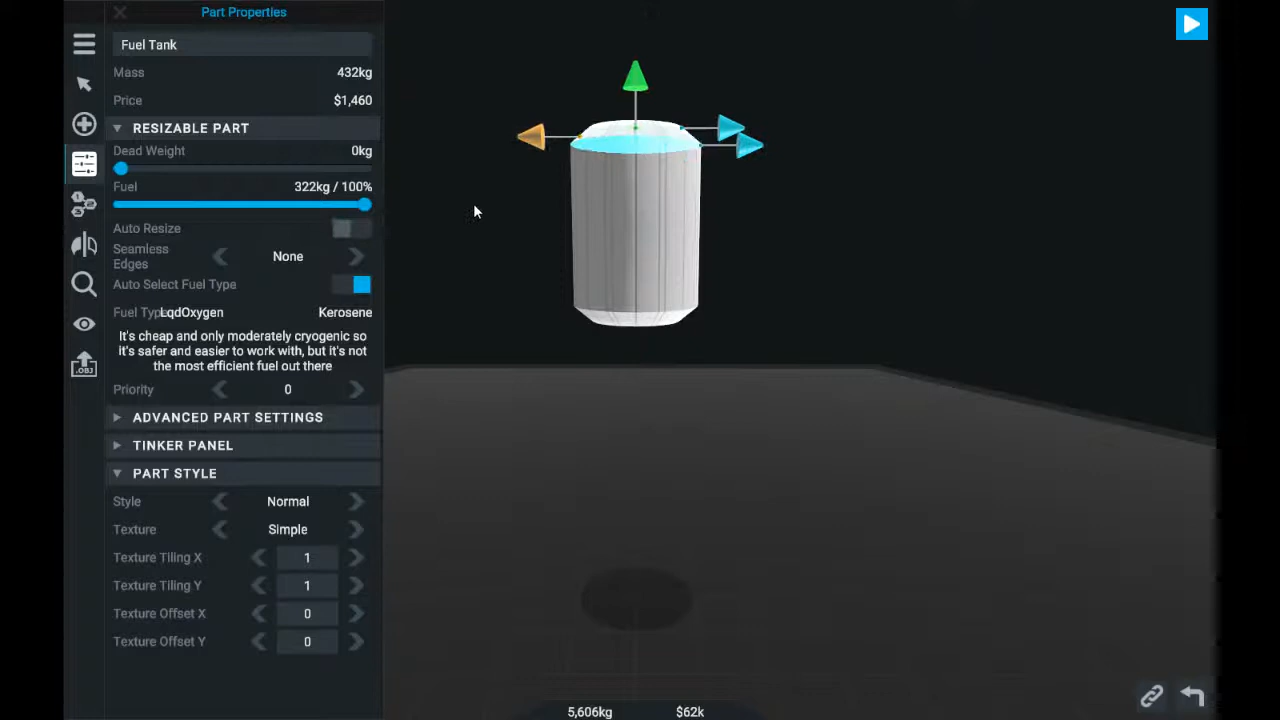 Part Properties
Fuel Tank
Mass 432kg
Price $1,460
RESIZABLE PART
Dead Weight 0kg
Fuel 322kg / 100%
Auto Resize
Seamless Edges None
Auto Select Fuel Type
Fuel Typ LqdOxygen Kerosene
It's cheap and only moderately cryogenic so
it's safer and easier to work with, but it's not
the most efficient fuel out there
Priority 0
ADVANCED PART SETTINGS
TINKER PANEL
PART STYLE
Style Normal
Texture Simple
Texture Tiling X 1
Texture Tiling Y 1
Texture Offset X 0
Texture Offset Y 0
.OBJ
5,606kg $62k